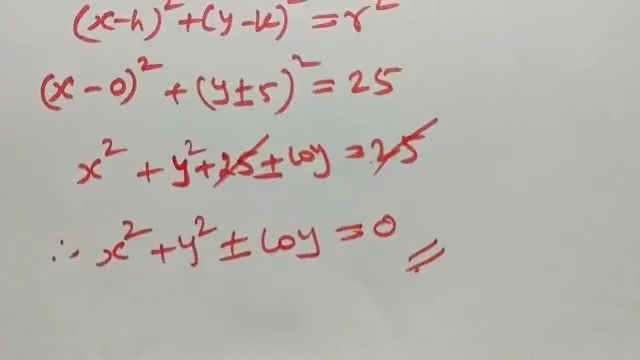 (x-h)² + (y-k)² = r²
(x-0)² + (y±5)² = 25
x² + y² + 25 ± 10y = 25
∴ x² + y² ± 10y = 0